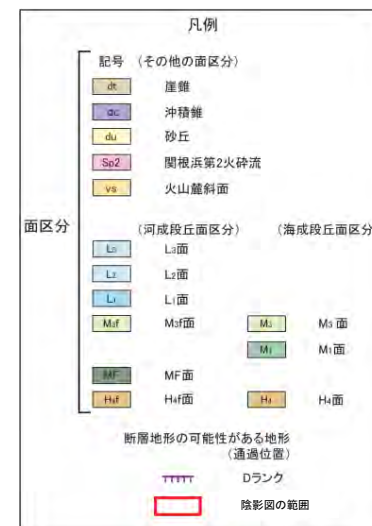 凡例
記号 (その他の面区分)
dt 崖錐
ac 沖積錐
du 砂丘
Sp2 関根浜第2火砕流
vs 火山麓斜面
面区分
(河成段丘面区分) (海成段丘面区分)
L₃ L₃面
L₂ L₂面
L₁ L₁面
M₃f M₃f面 M₃ M₃面
M₁ M₁面
MF MF面
H₄f H₄f面 H₄ H₄面
断層地形の可能性がある地形
(通過位置)
Dランク
陰影図の範囲